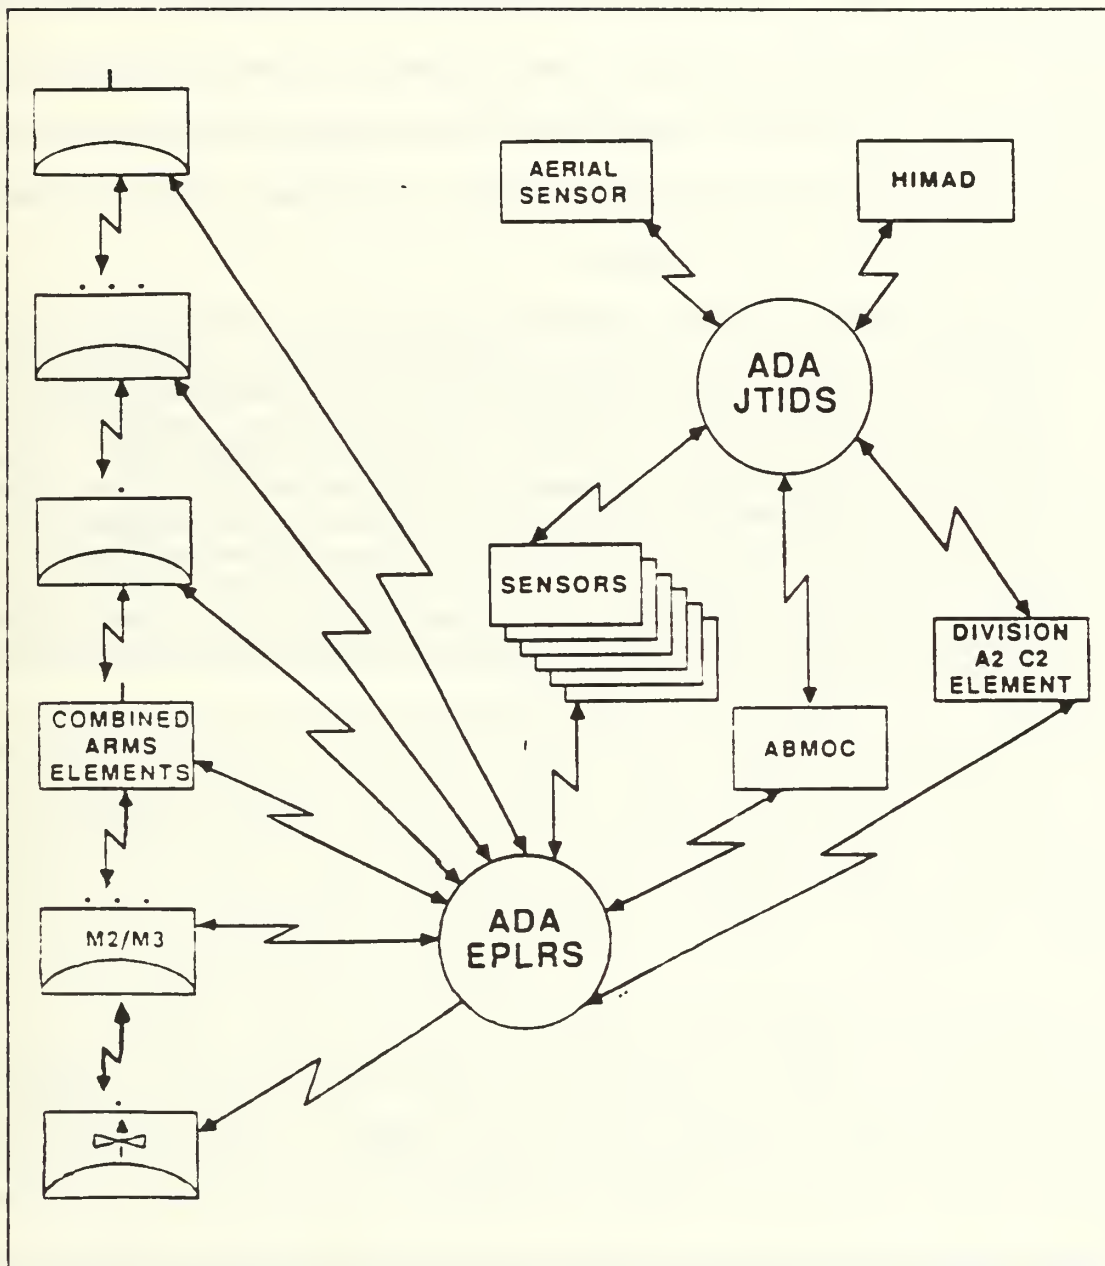 AERIAL
SENSOR
HIMAD
ADA
JTIDS
SENSORS
DIVISION
A2 C2
ELEMENT
COMBINED
ARMS
ELEMENTS
ABMOC
M2/M3
ADA
EPLRS